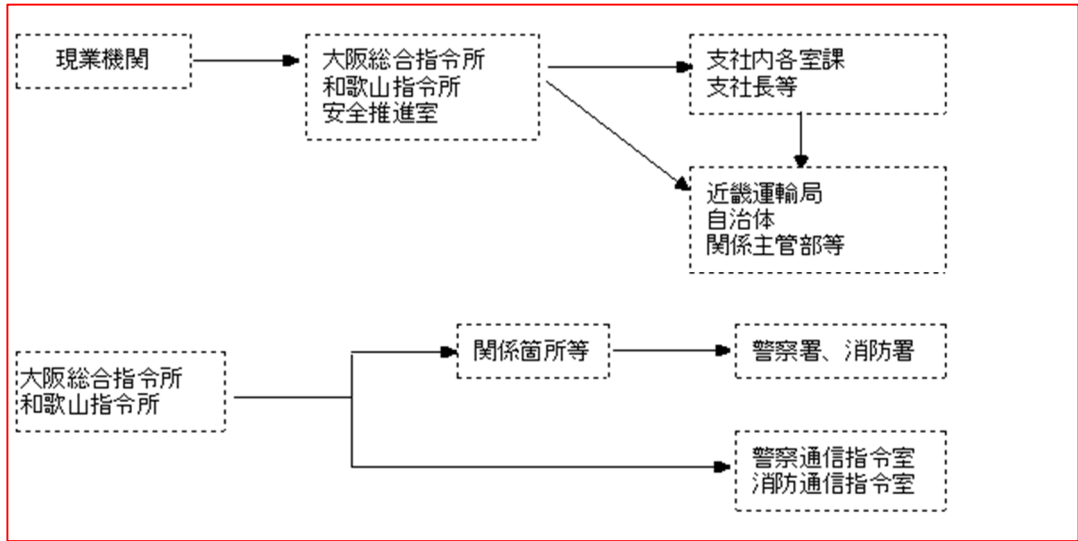 現業機関
大阪総合指令所
和歌山指令所
安全推進室
支社内各室課
支社長等
近畿運輸局
自治体
関係主管部等
大阪総合指令所
和歌山指令所
関係箇所等
警察署、消防署
警察通信指令室
消防通信指令室